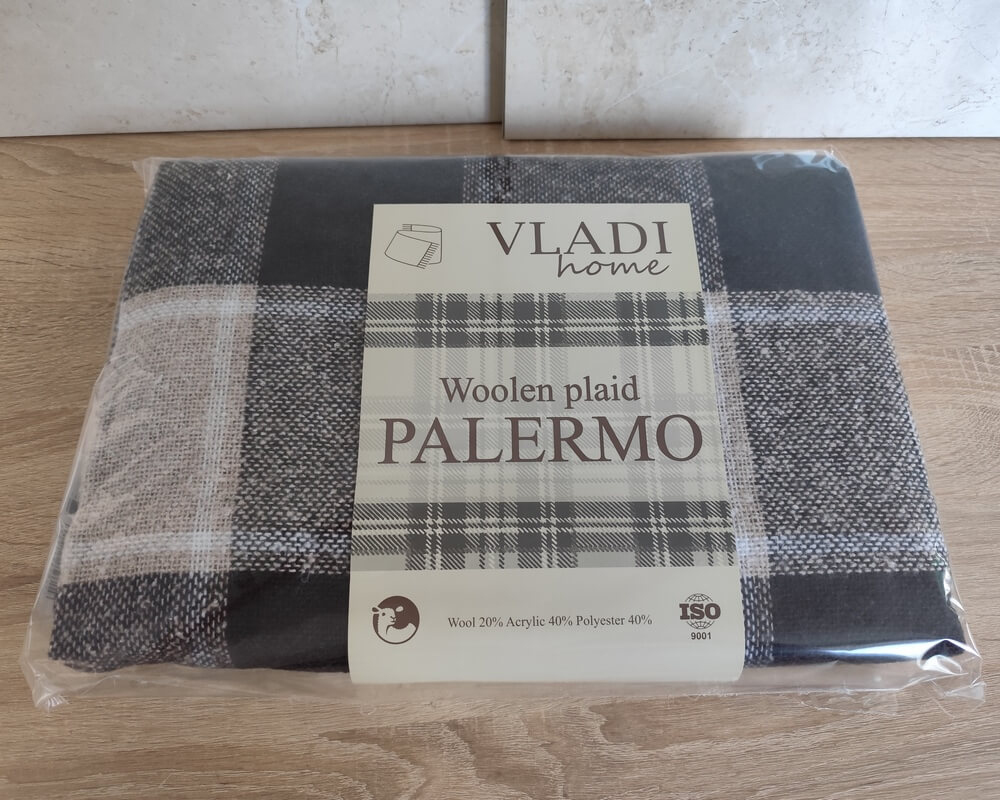 VLADI
home
Woolen plaid
PALERMO
Wool 20% Acrylic 40% Polyester 40%
ISO
9001